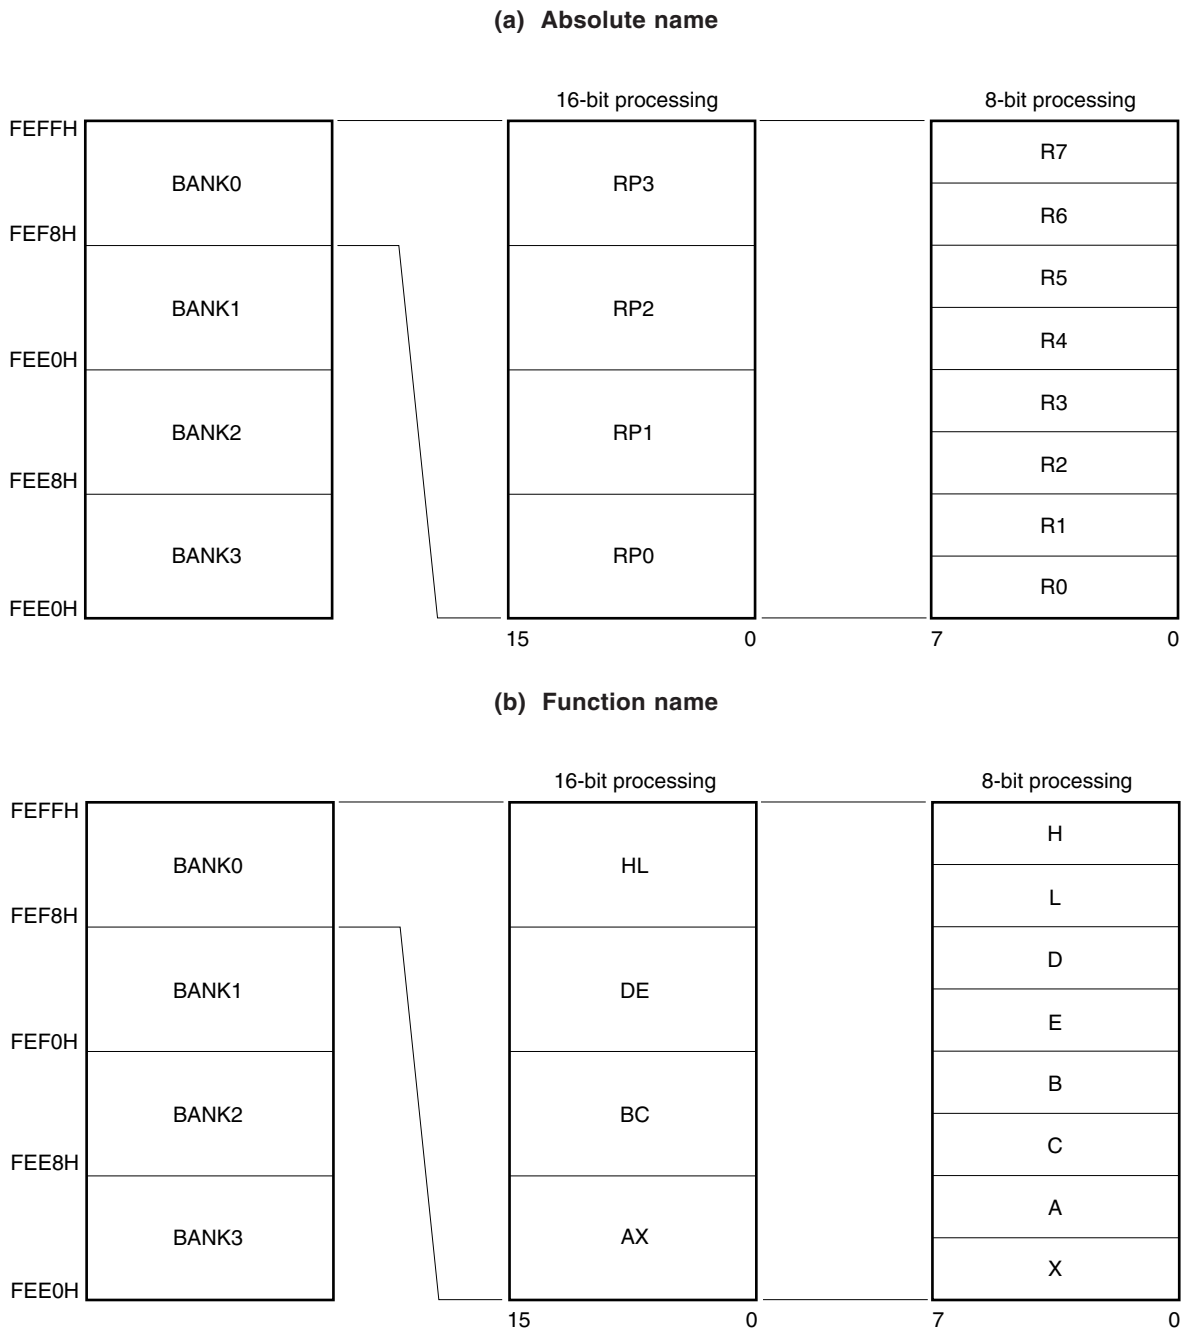 (a) Absolute name
16-bit processing
8-bit processing
FEFFH
BANK0
RP3
R7
R6
FEF8H
BANK1
RP2
R5
R4
FEE0H
BANK2
RP1
R3
R2
FEE8H
BANK3
RP0
R1
R0
FEE0H
15 0
7 0
(b) Function name
16-bit processing
8-bit processing
FEFFH
BANK0
HL
H
L
FEF8H
BANK1
DE
D
E
FEF0H
BANK2
BC
B
C
FEE8H
BANK3
AX
A
X
FEE0H
15 0
7 0